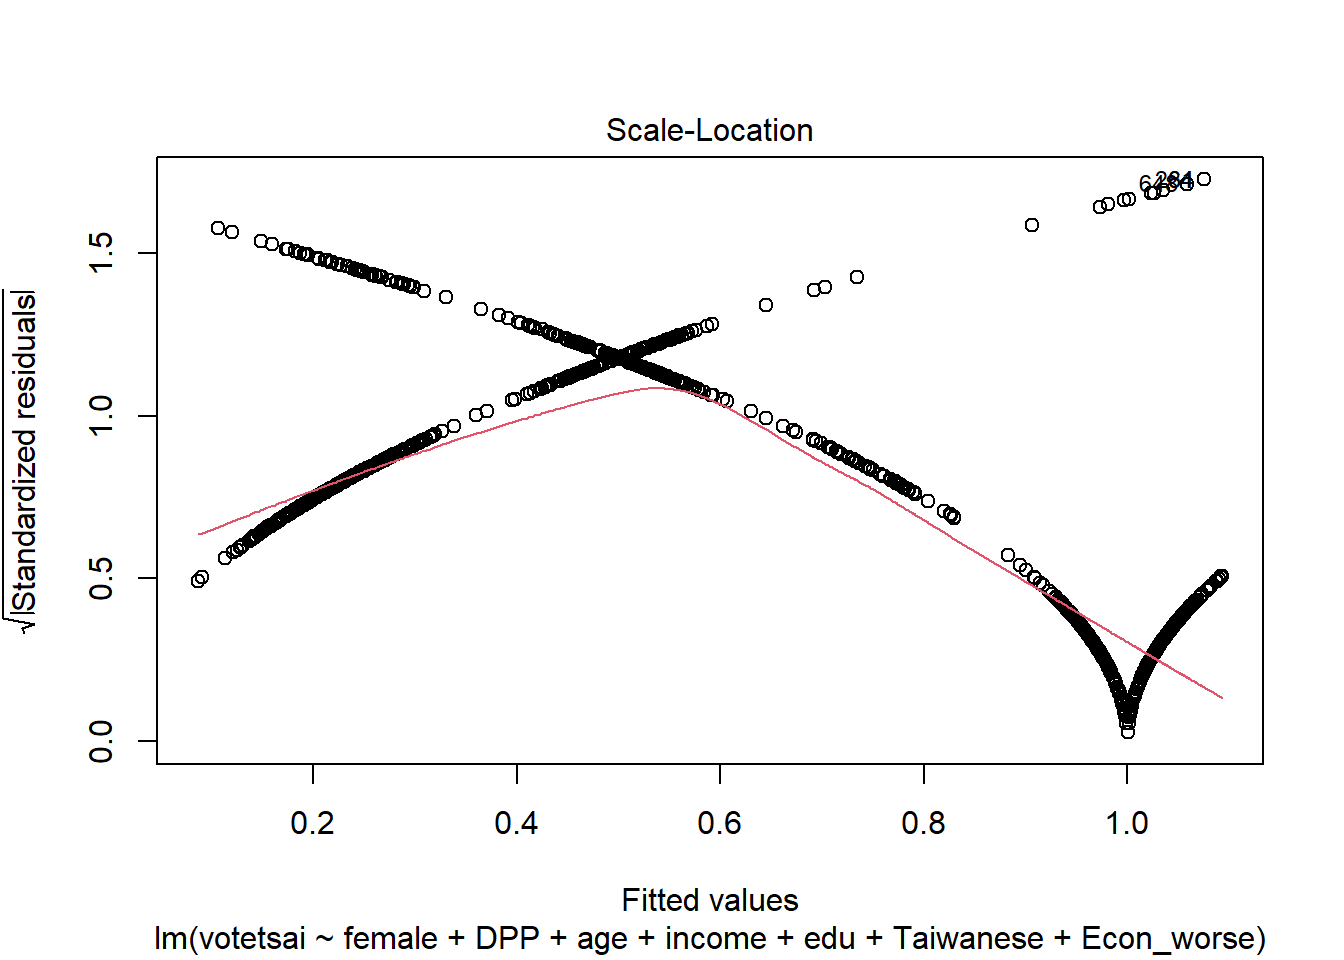 Scale-Location
√|Standardized residuals|
1.5
1.0
0.5
0.0
0.2 0.4 0.6 0.8 1.0
Fitted values
lm(votetsai ~ female + DPP + age + income + edu + Taiwanese + Econ_worse)